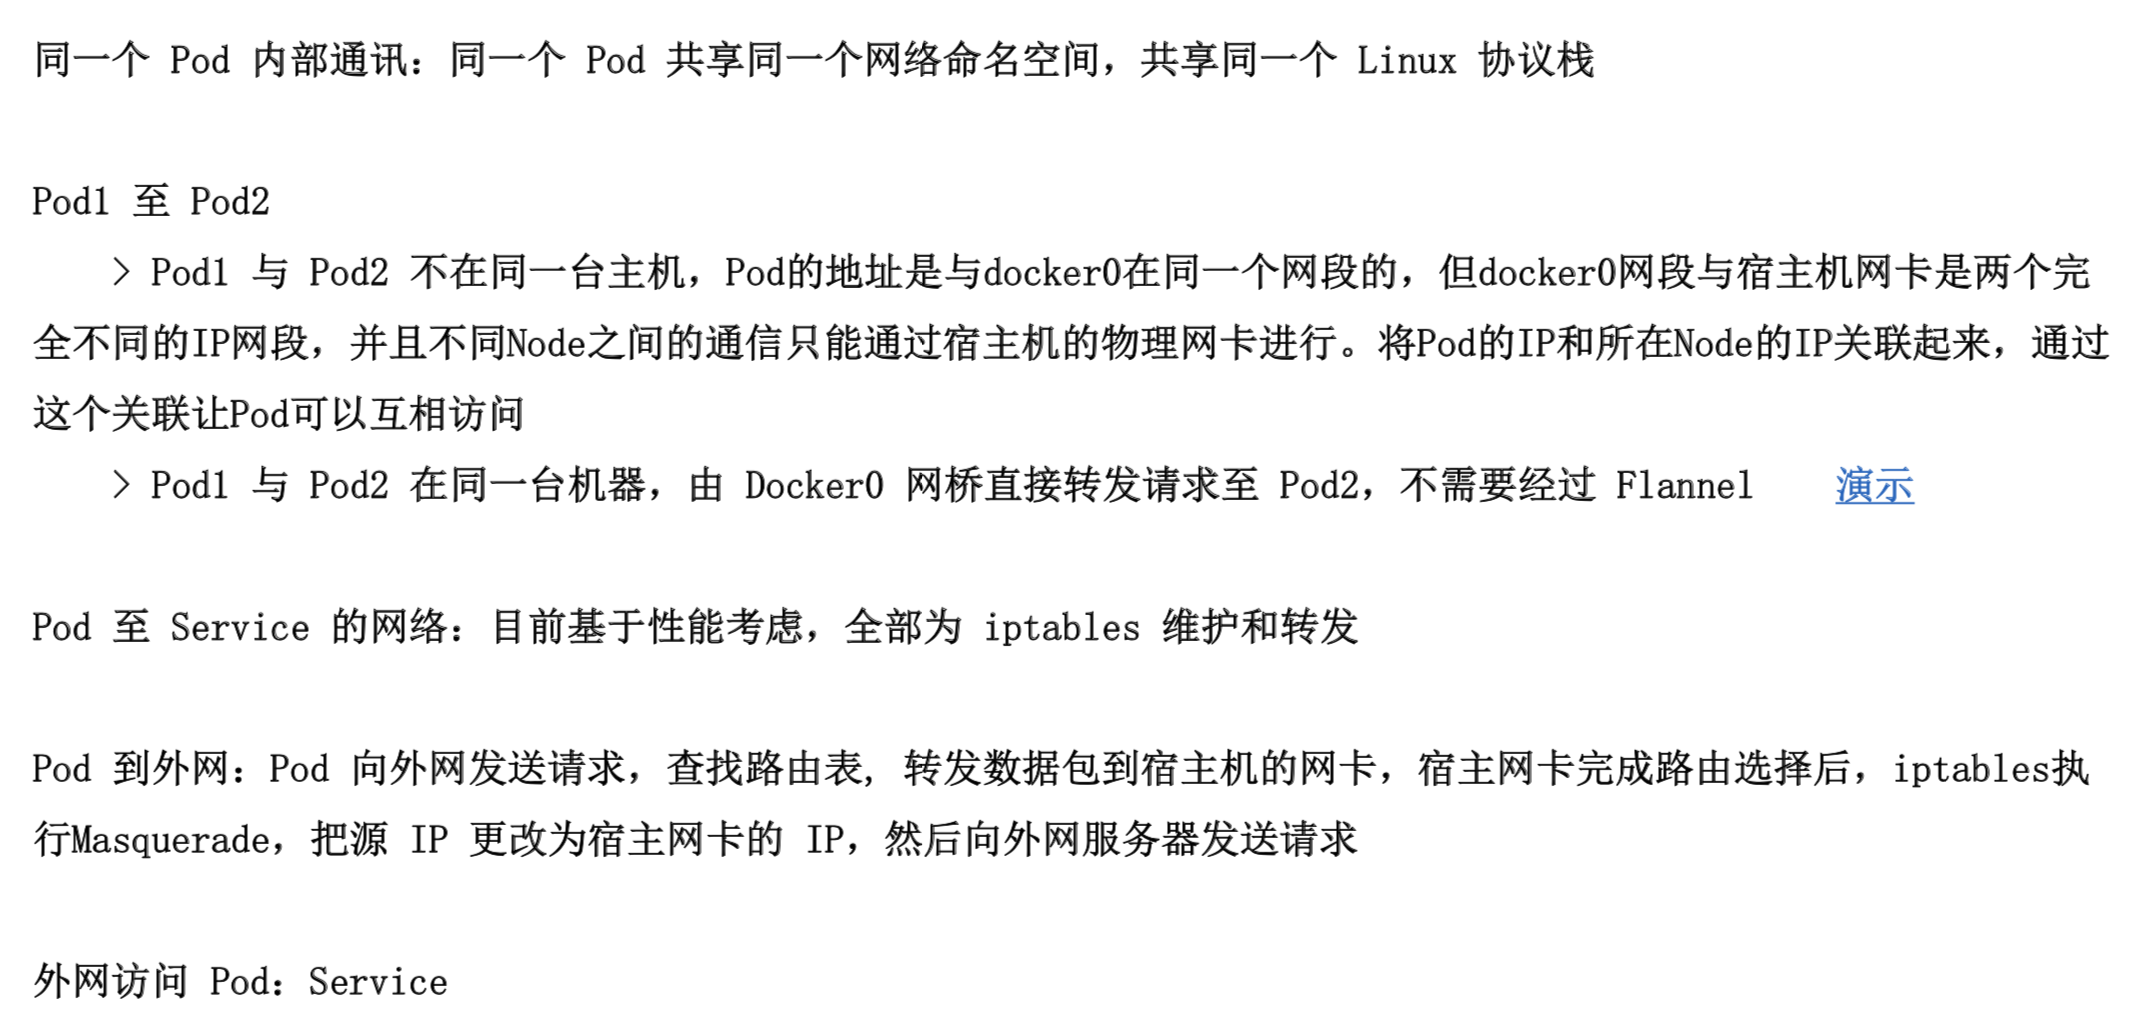 同一个 Pod 内部通讯：同一个 Pod 共享同一个网络命名空间，共享同一个 Linux 协议栈
Pod1 至 Pod2
> Pod1 与 Pod2 不在同一台主机，Pod的地址是与docker0在同一个网段的，但docker0网段与宿主机网卡是两个完
全不同的IP网段，并且不同Node之间的通信只能通过宿主机的物理网卡进行。将Pod的IP和所在Node的IP关联起来，通过
这个关联让Pod可以互相访问
> Pod1 与 Pod2 在同一台机器，由 Docker0 网桥直接转发请求至 Pod2，不需要经过 Flannel 演示
Pod 至 Service 的网络：目前基于性能考虑，全部为 iptables 维护和转发
Pod 到外网：Pod 向外网发送请求，查找路由表, 转发数据包到宿主机的网卡，宿主网卡完成路由选择后，iptables执
行Masquerade，把源 IP 更改为宿主网卡的 IP，然后向外网服务器发送请求
外网访问 Pod：Service